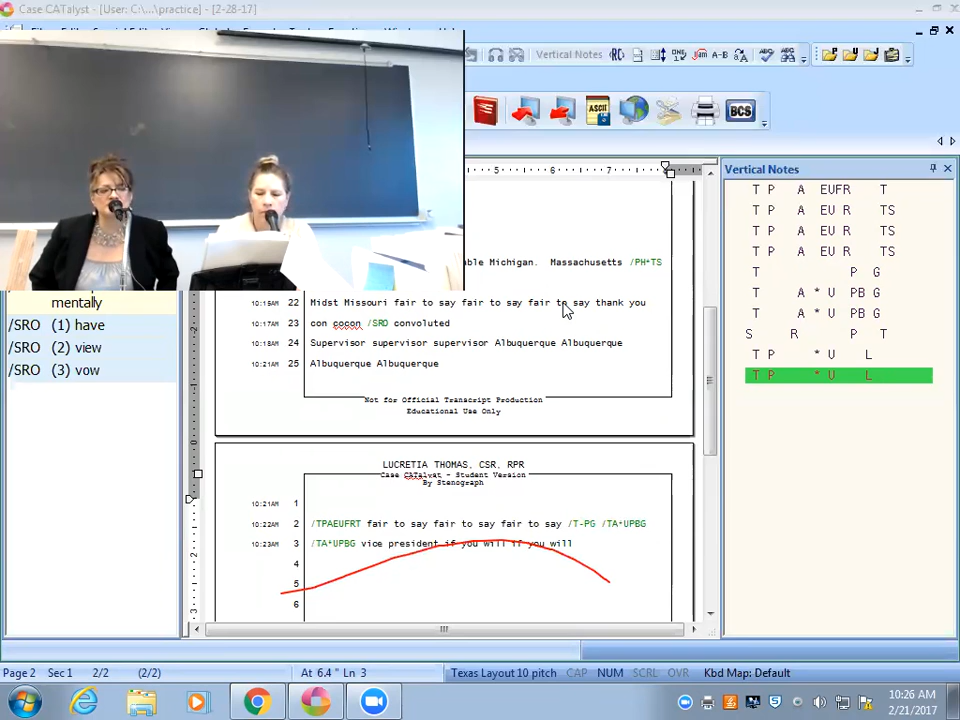 Case CATalyst - [User: C:\...\practice] - [2-28-17]
Vertical Notes
ASCII
BCS
5 6 7
Vertical Notes
able Michigan.  Massachusetts /PH*TS
mentally
/SRO (1) have
/SRO (2) view
/SRO (3) vow
10:15AM 22 Midst Missouri fair to say fair to say fair to say thank you
10:17AM 23 con cocon /SRO convoluted
10:18AM 24 Supervisor supervisor supervisor Albuquerque Albuquerque
10:21AM 25 Albuquerque Albuquerque
Not for Official Transcript Production
Educational Use Only
LUCRETIA THOMAS, CSR, RPR
Case CATalyst - Student Version
By Stenograph
10:21AM 1
10:22AM 2 /TPAEUFRT fair to say fair to say fair to say /T-PG /TA*UPBG
10:23AM 3 /TA*UPBG vice president if you will if you will
4
5
6
T P A EUFR T
T P A EU R TS
T P A EU R TS
T P A EU R TS
T P G
T A * U PB G
T A * U PB G
S R P T
T P * U L
T P * U L
Page 2 Sec 1 2/2 (2/2) At 6.4" Ln 3 Texas Layout 10 pitch CAP NUM SCRL OVR Kbd Map: Default
10:26 AM
2/21/2017